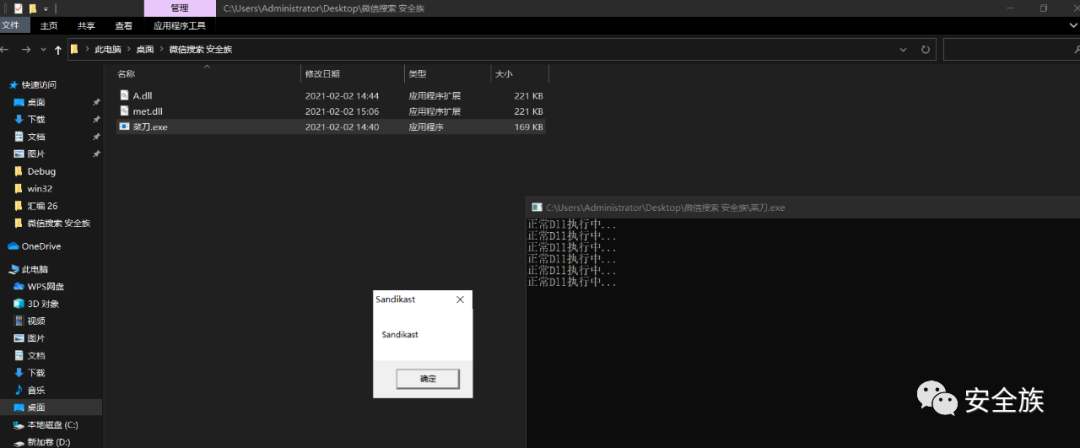 管理
C:\Users\Administrator\Desktop\微信搜索 安全族
文件 主页 共享 查看 应用程序工具
此电脑 › 桌面 › 微信搜索 安全族
名称 修改日期 类型 大小
A.dll 2021-02-02 14:44 应用程序扩展 221 KB
met.dll 2021-02-02 15:06 应用程序扩展 221 KB
菜刀.exe 2021-02-02 14:40 应用程序 169 KB
快速访问
桌面
下载
文档
图片
Debug
win32
汇编 26
微信搜索 安全族
OneDrive
此电脑
WPS网盘
3D 对象
视频
图片
文档
下载
音乐
桌面
本地磁盘 (C:)
新加卷 (D:)
C:\Users\Administrator\Desktop\微信搜索 安全族\菜刀.exe
正常Dll执行中...
正常Dll执行中...
正常Dll执行中...
正常Dll执行中...
正常Dll执行中...
正常Dll执行中...
Sandikast
Sandikast
确定
安全族